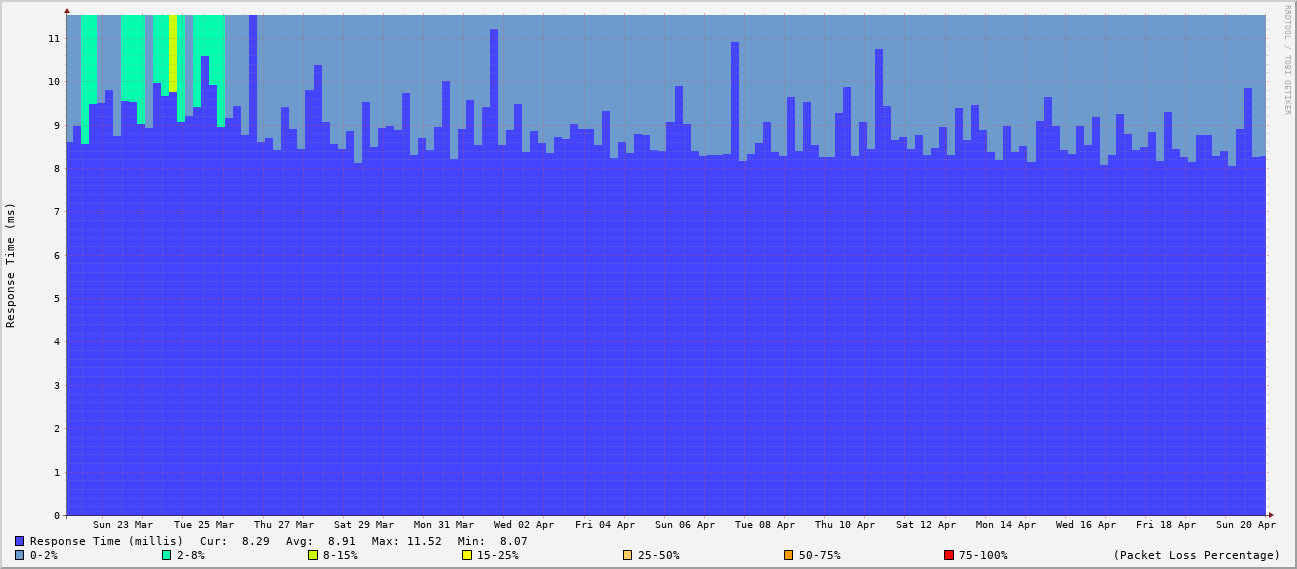 RRDTOOL / TOBI OETIKER
Response Time (ms)
11
10
9
8
7
6
5
4
3
2
1
0
Sun 23 Mar Tue 25 Mar Thu 27 Mar Sat 29 Mar Mon 31 Mar Wed 02 Apr Fri 04 Apr Sun 06 Apr Tue 08 Apr Thu 10 Apr Sat 12 Apr Mon 14 Apr Wed 16 Apr Fri 18 Apr Sun 20 Apr
Response Time (millis) Cur: 8.29 Avg: 8.91 Max: 11.52 Min: 8.07
0-2% 2-8% 8-15% 15-25% 25-50% 50-75% 75-100% (Packet Loss Percentage)